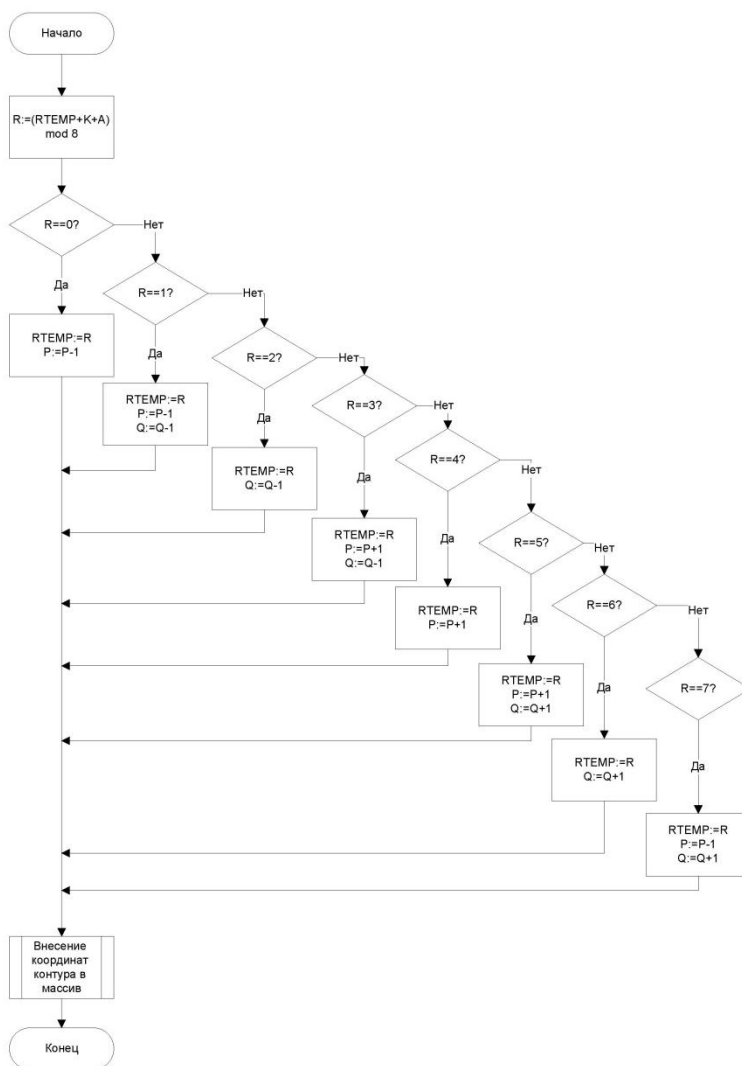 Начало
R:=(RTEMP+K+A)
mod 8
R==0?
Нет
Да
R==1?
Нет
RTEMP:=R
P:=P-1
Да
R==2?
Нет
RTEMP:=R
P:=P-1
Q:=Q-1
Да
R==3?
Нет
RTEMP:=R
Q:=Q-1
Да
R==4?
Нет
RTEMP:=R
P:=P+1
Q:=Q-1
Да
R==5?
Нет
RTEMP:=R
P:=P+1
Да
R==6?
Нет
RTEMP:=R
P:=P+1
Q:=Q+1
Да
R==7?
RTEMP:=R
Q:=Q+1
Да
RTEMP:=R
P:=P-1
Q:=Q+1
Внесение
координат
контура в
массив
Конец